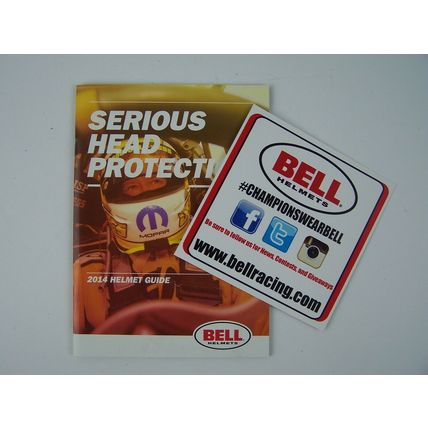 SERIOUS
HEAD
PROTECTI
MOPAR
2014 HELMET GUIDE
BELL
HELMETS
BELL
HELMETS
#CHAMPIONSWEARBELL
f
t
Be sure to follow us for News, Contests, and Giveaways
www.bellracing.com